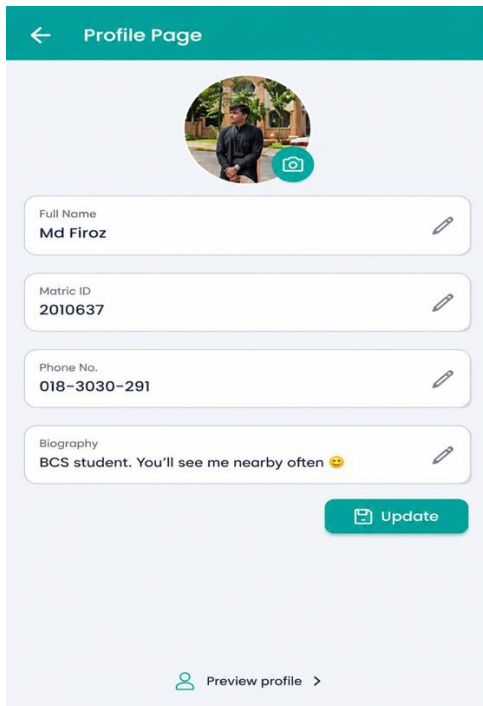 Profile Page
Full Name
Md Firoz
Matric ID
2010637
Phone No.
018-3030-291
Biography
BCS student. You'll see me nearby often 😊
Update
Preview profile >